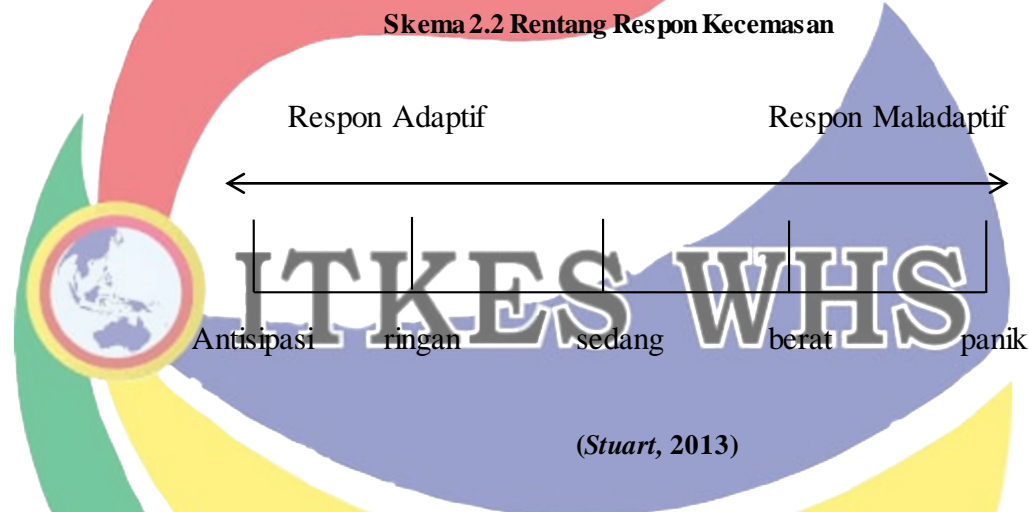 Skema 2.2 Rentang Respon Kecemasan
Respon Adaptif Respon Maladaptif
ITKES WHS
Antisipasi ringan sedang berat panik
(Stuart, 2013)